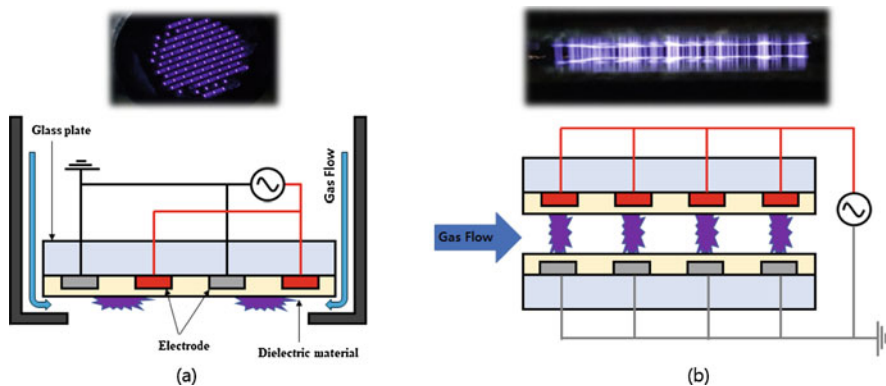 Glass plate
Gas Flow
Electrode
Dielectric material
(a)
Gas Flow
(b)